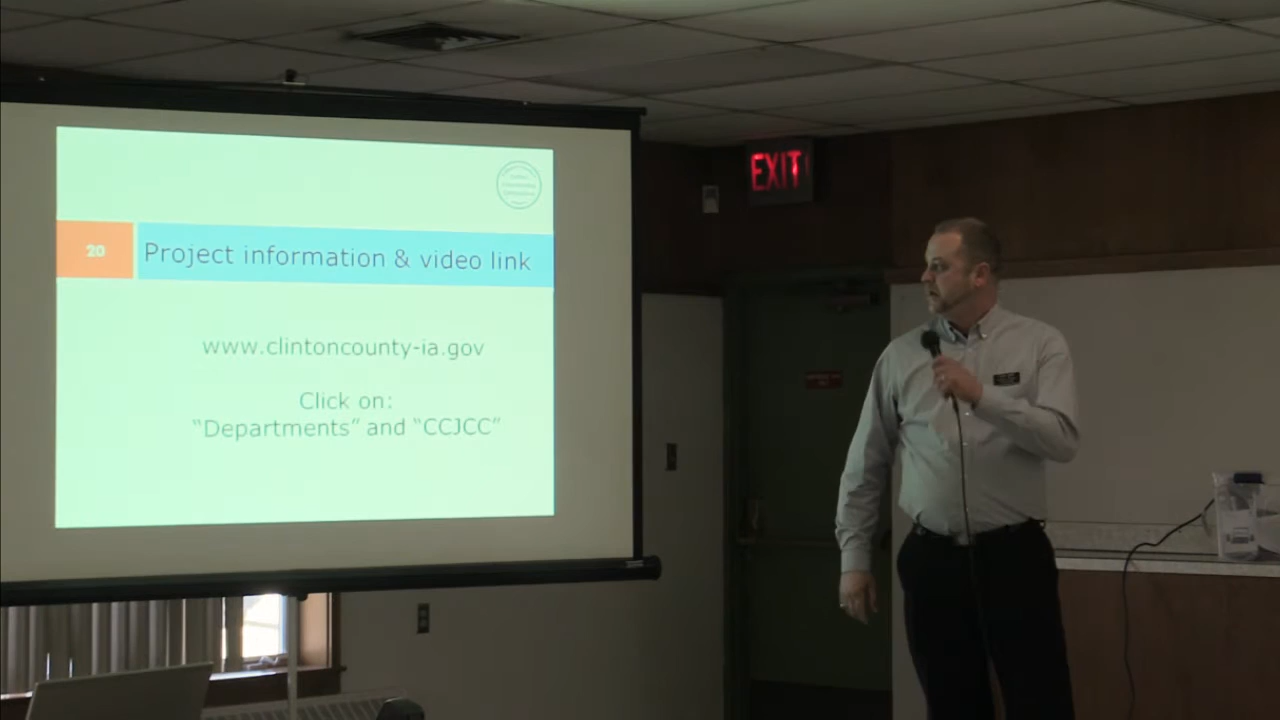 20
Project information & video link
www.clintoncounty-ia.gov
Click on:
“Departments” and “CCJCC”
EXIT